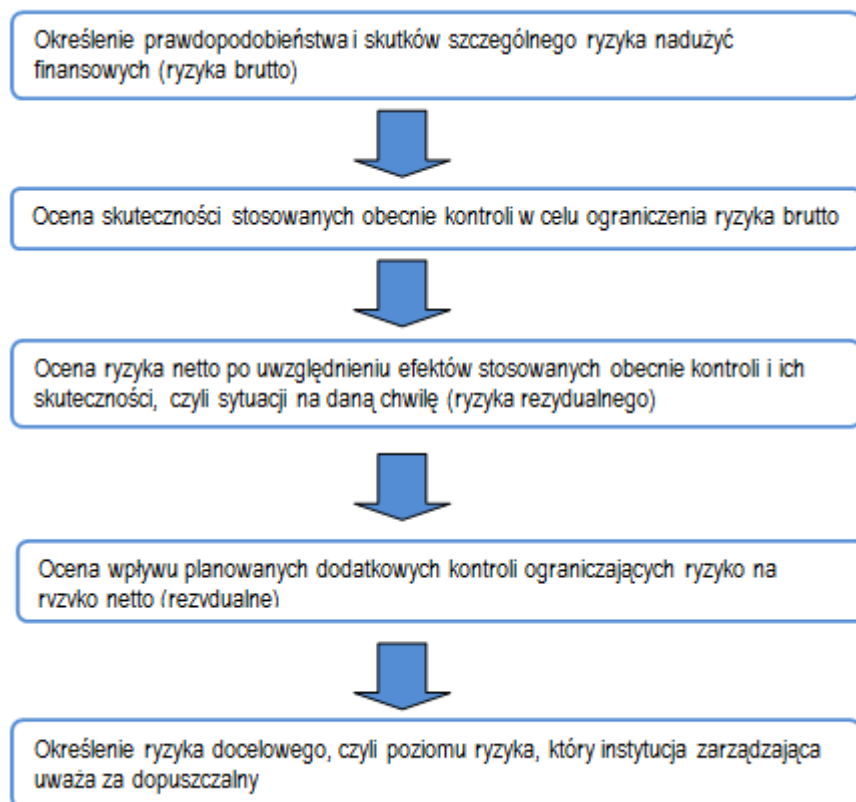 Określenie prawdopodobieństwa i skutków szczególnego ryzyka nadużyć
finansowych (ryzyka brutto)
Ocena skuteczności stosowanych obecnie kontroli w celu ograniczenia ryzyka brutto
Ocena ryzyka netto po uwzględnieniu efektów stosowanych obecnie kontroli i ich
skuteczności, czyli sytuacji na daną chwilę (ryzyka rezydualnego)
Ocena wpływu planowanych dodatkowych kontroli ograniczających ryzyko na
ryzyko netto (rezydualne)
Określenie ryzyka docelowego, czyli poziomu ryzyka, który instytucja zarządzająca
uważa za dopuszczalny